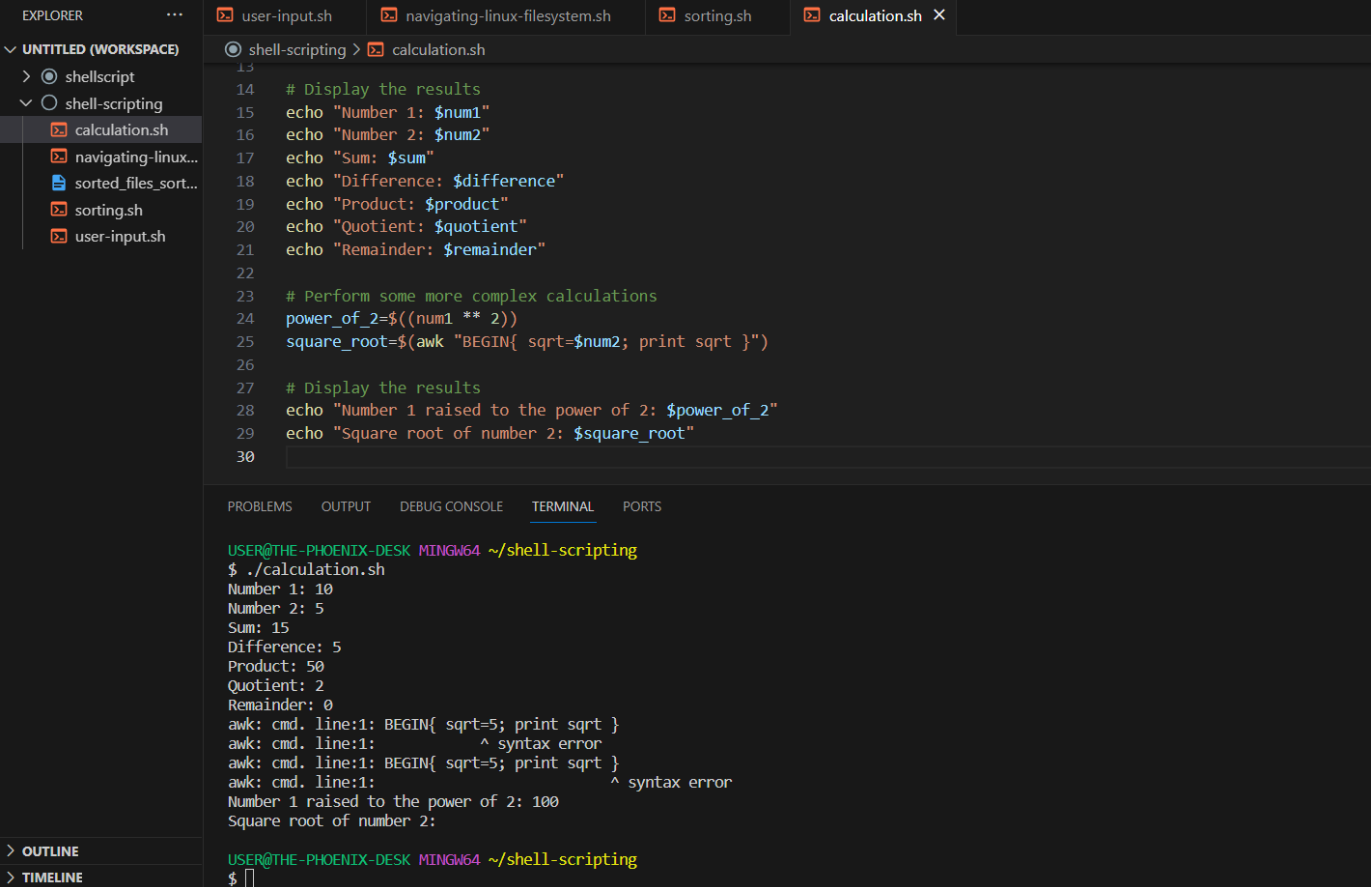 EXPLORER ...
UNTITLED (WORKSPACE)
shellscript
shell-scripting
calculation.sh
navigating-linux...
sorted_files_sort...
sorting.sh
user-input.sh
OUTLINE
TIMELINE
user-input.sh navigating-linux-filesystem.sh sorting.sh calculation.sh
shell-scripting > calculation.sh
13
14 # Display the results
15 echo "Number 1: $num1"
16 echo "Number 2: $num2"
17 echo "Sum: $sum"
18 echo "Difference: $difference"
19 echo "Product: $product"
20 echo "Quotient: $quotient"
21 echo "Remainder: $remainder"
22
23 # Perform some more complex calculations
24 power_of_2=$((num1 ** 2))
25 square_root=$(awk "BEGIN{ sqrt=$num2; print sqrt }")
26
27 # Display the results
28 echo "Number 1 raised to the power of 2: $power_of_2"
29 echo "Square root of number 2: $square_root"
30
PROBLEMS OUTPUT DEBUG CONSOLE TERMINAL PORTS
USER@THE-PHOENIX-DESK MINGW64 ~/shell-scripting
$ ./calculation.sh
Number 1: 10
Number 2: 5
Sum: 15
Difference: 5
Product: 50
Quotient: 2
Remainder: 0
awk: cmd. line:1: BEGIN{ sqrt=5; print sqrt }
awk: cmd. line:1:            ^ syntax error
awk: cmd. line:1: BEGIN{ sqrt=5; print sqrt }
awk: cmd. line:1:                           ^ syntax error
Number 1 raised to the power of 2: 100
Square root of number 2:
USER@THE-PHOENIX-DESK MINGW64 ~/shell-scripting
$